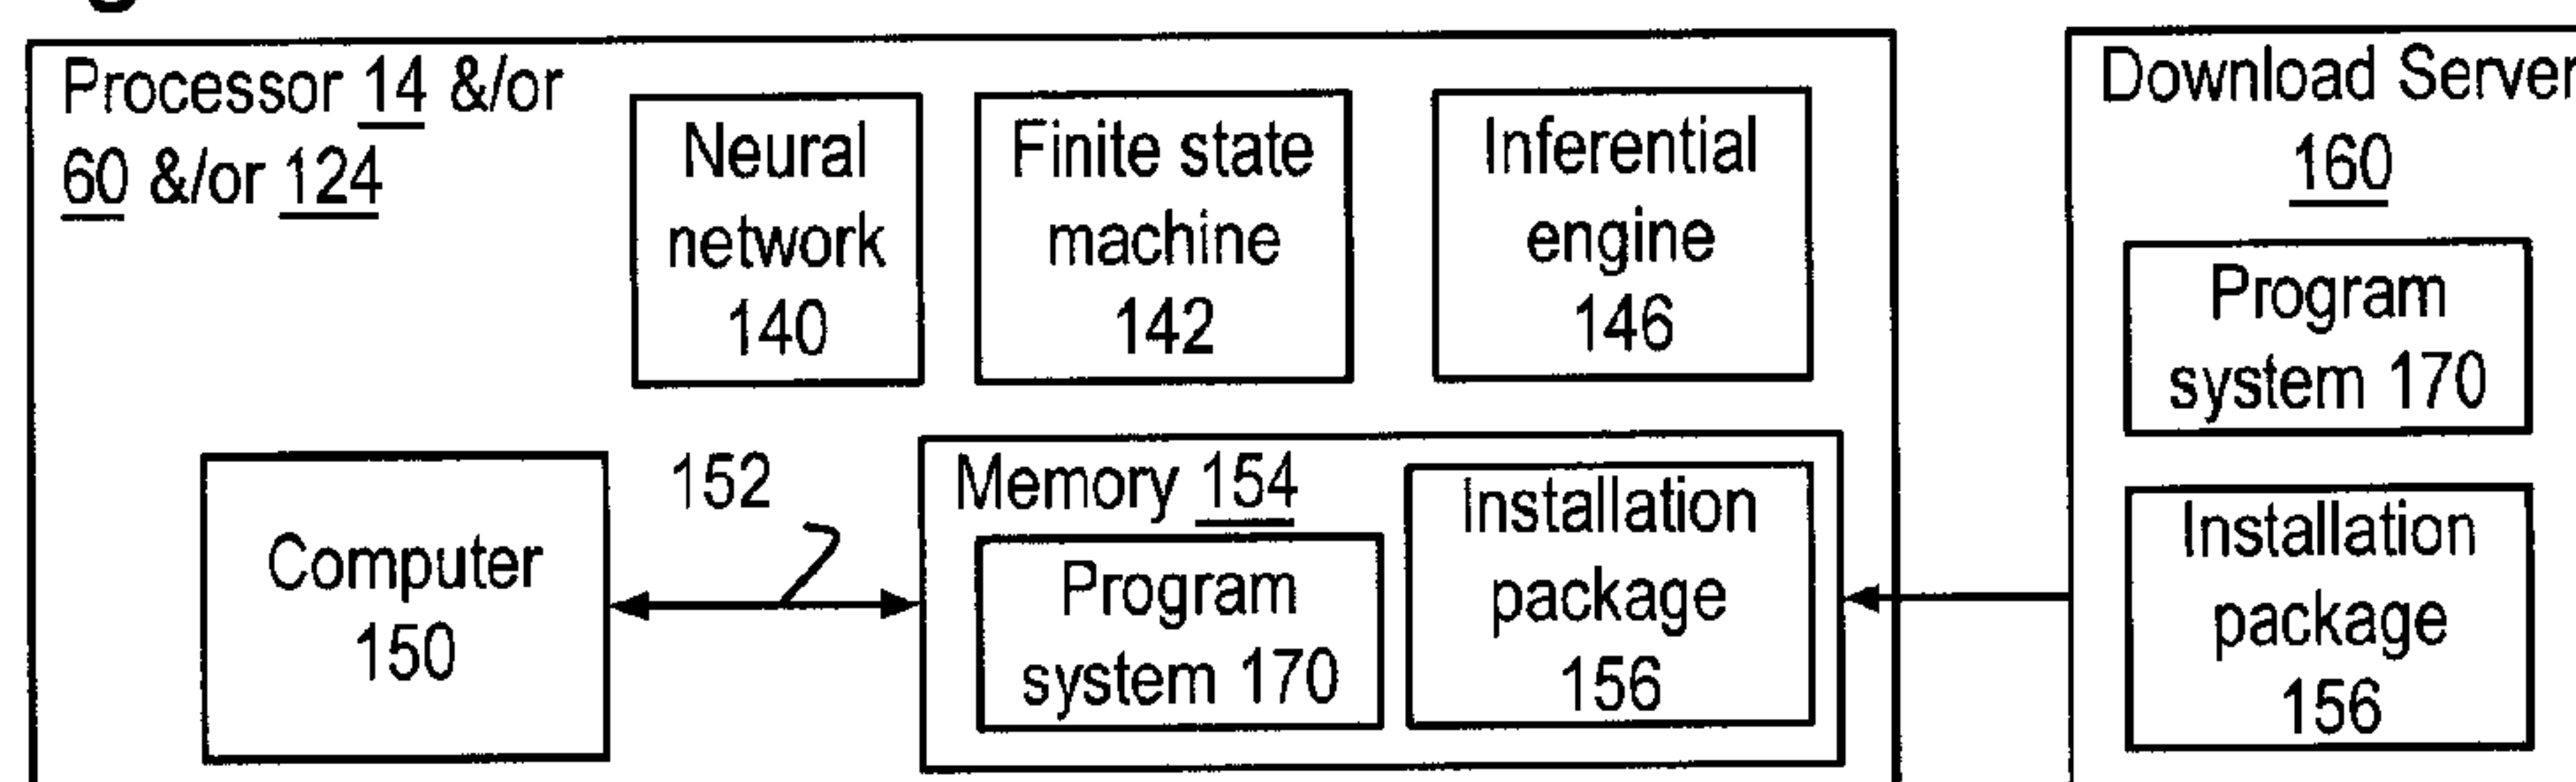 Processor 14 &/or
60 &/or 124
Neural
network
140
Finite state
machine
142
Inferential
engine
146
Computer
150
152
Memory 154
Program
system 170
Installation
package
156
Download Server
160
Program
system 170
Installation
package
156